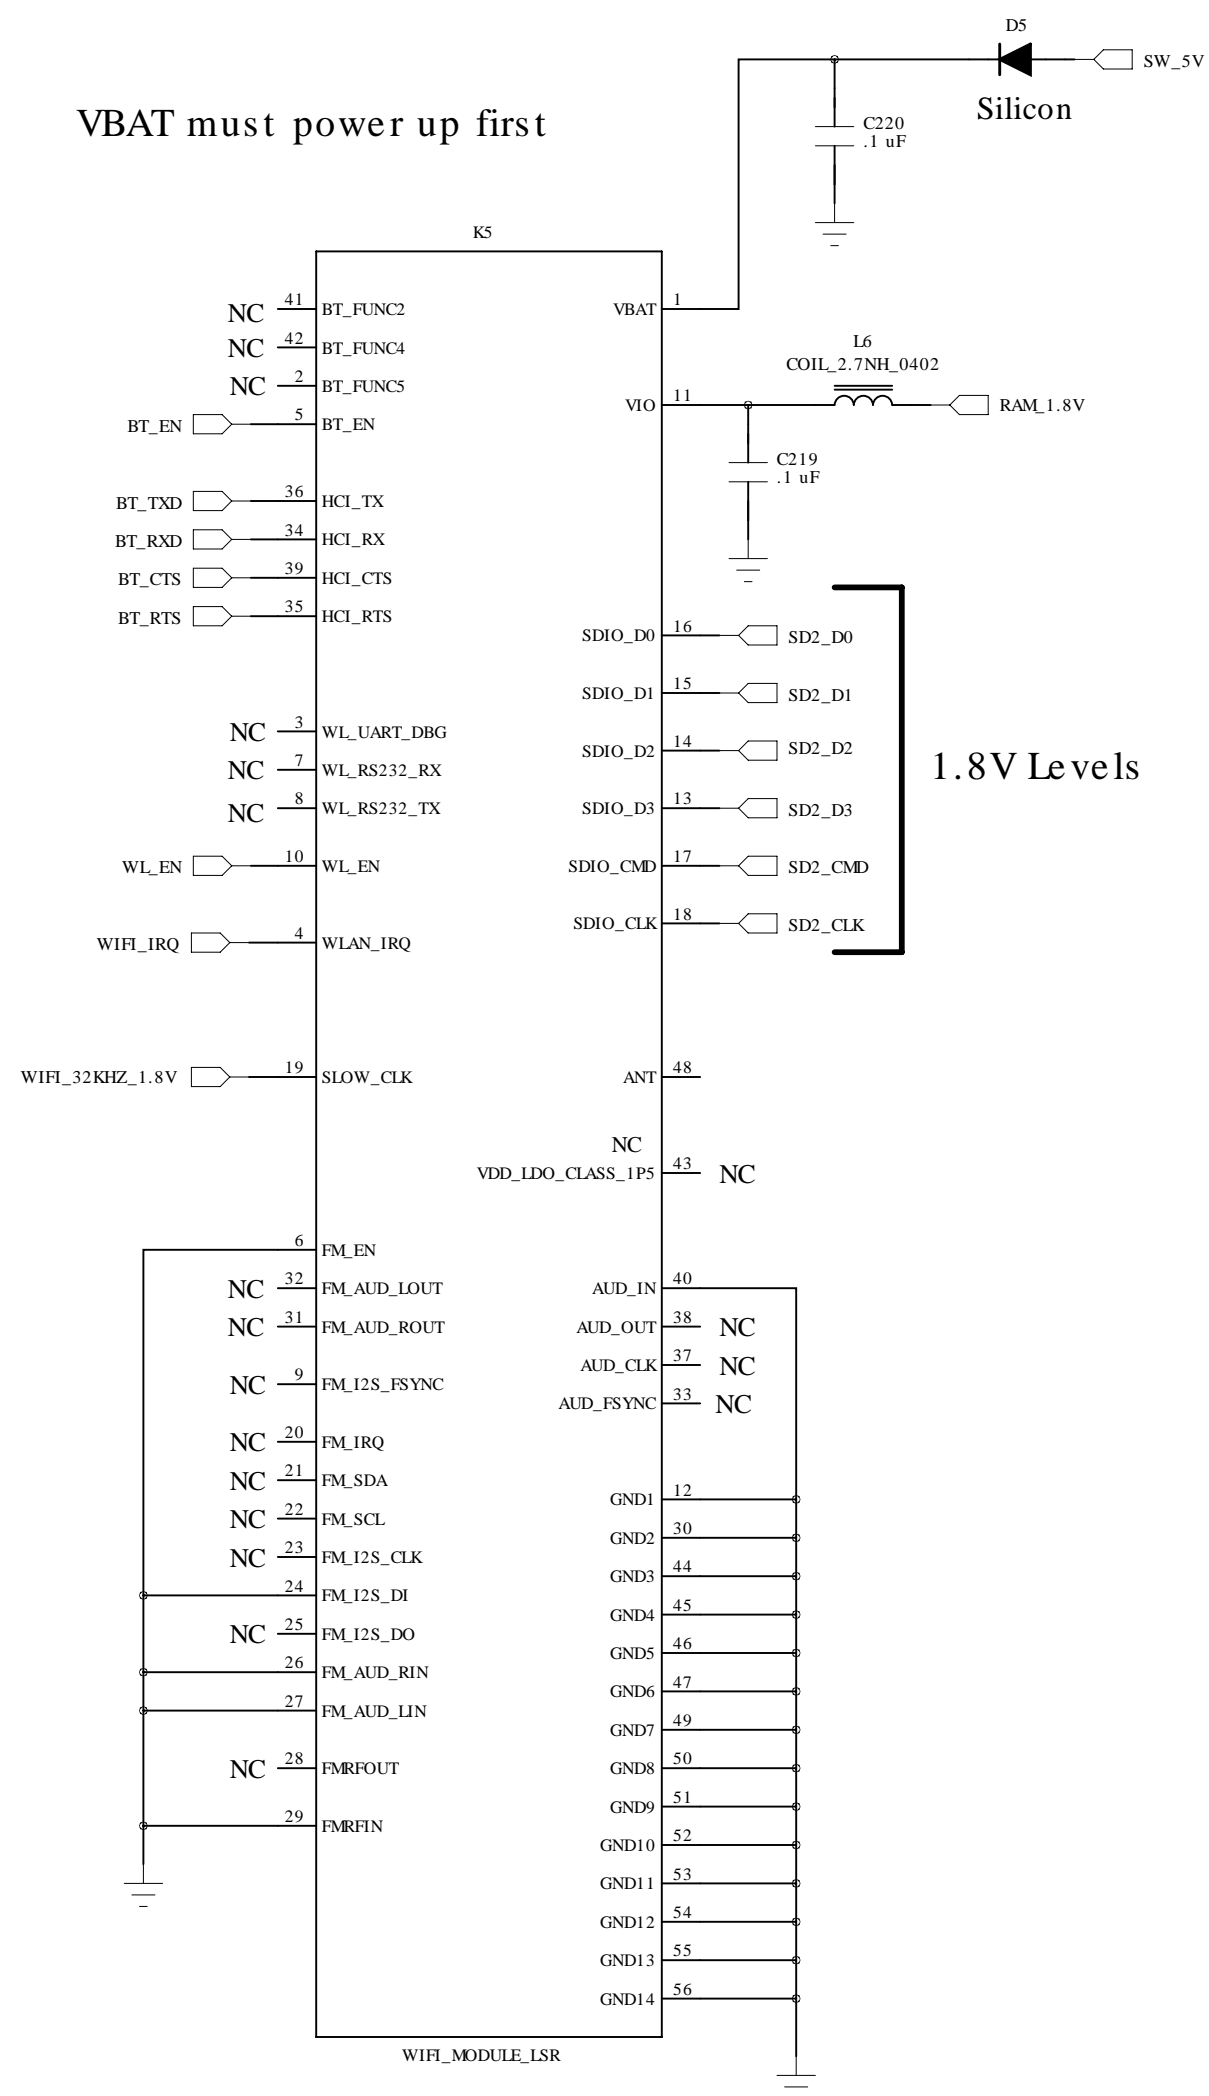 D5
SW_5V
Silicon
VBAT must power up first
C220
.1 uF
K5
NC 41 BT_FUNC2
VBAT 1
NC 42 BT_FUNC4
L6
COIL_2.7NH_0402
NC 2 BT_FUNC5
VIO 11
RAM_1.8V
BT_EN 5 BT_EN
C219
.1 uF
BT_TXD 36 HCI_TX
BT_RXD 34 HCI_RX
BT_CTS 39 HCI_CTS
BT_RTS 35 HCI_RTS
SDIO_D0 16 SD2_D0
SDIO_D1 15 SD2_D1
NC 3 WL_UART_DBG
SDIO_D2 14 SD2_D2
1.8V Levels
NC 7 WL_RS232_RX
NC 8 WL_RS232_TX
SDIO_D3 13 SD2_D3
WL_EN 10 WL_EN
SDIO_CMD 17 SD2_CMD
SDIO_CLK 18 SD2_CLK
WIFI_IRQ 4 WLAN_IRQ
WIFI_32KHZ_1.8V 19 SLOW_CLK
ANT 48
NC
VDD_LDO_CLASS_1P5 43 NC
6 FM_EN
NC 32 FM_AUD_LOUT
AUD_IN 40
NC 31 FM_AUD_ROUT
AUD_OUT 38 NC
AUD_CLK 37 NC
NC 9 FM_I2S_FSYNC
AUD_FSYNC 33 NC
NC 20 FM_IRQ
NC 21 FM_SDA
GND1 12
NC 22 FM_SCL
GND2 30
NC 23 FM_I2S_CLK
GND3 44
24 FM_I2S_DI
GND4 45
NC 25 FM_I2S_DO
GND5 46
26 FM_AUD_RIN
GND6 47
27 FM_AUD_LIN
GND7 49
NC 28 FMRFOUT
GND8 50
GND9 51
29 FMRFIN
GND10 52
GND11 53
GND12 54
GND13 55
GND14 56
WIFI_MODULE_LSR